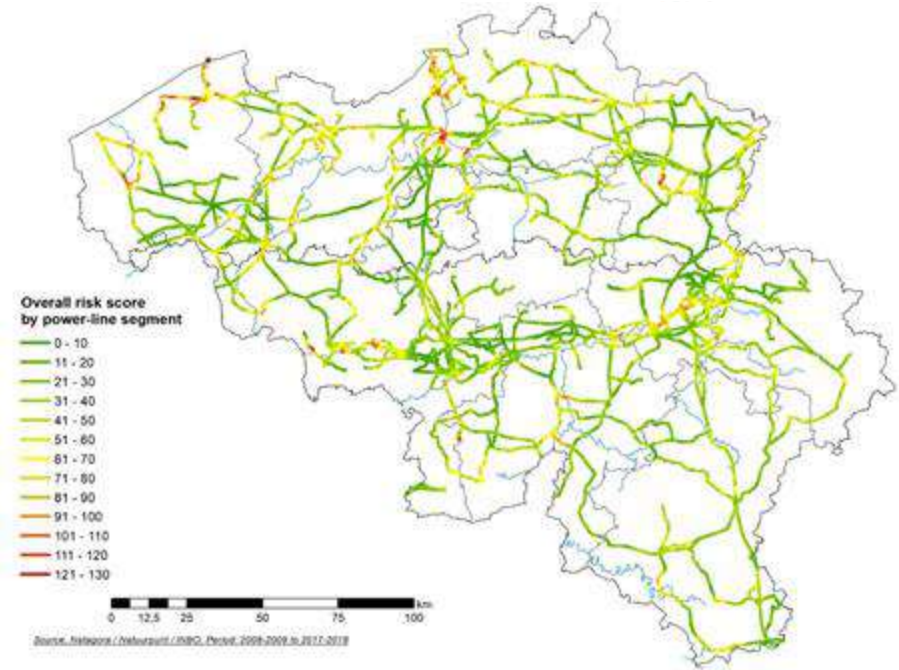 Overall risk score
by power-line segment
0 - 10
11 - 20
21 - 30
31 - 40
41 - 50
51 - 60
61 - 70
71 - 80
81 - 90
91 - 100
101 - 110
111 - 120
121 - 130
km
0 12,5 25 50 75 100
Source: Natagora / Natuurpunt / INBO. Period: 2008-2009 to 2017-2018